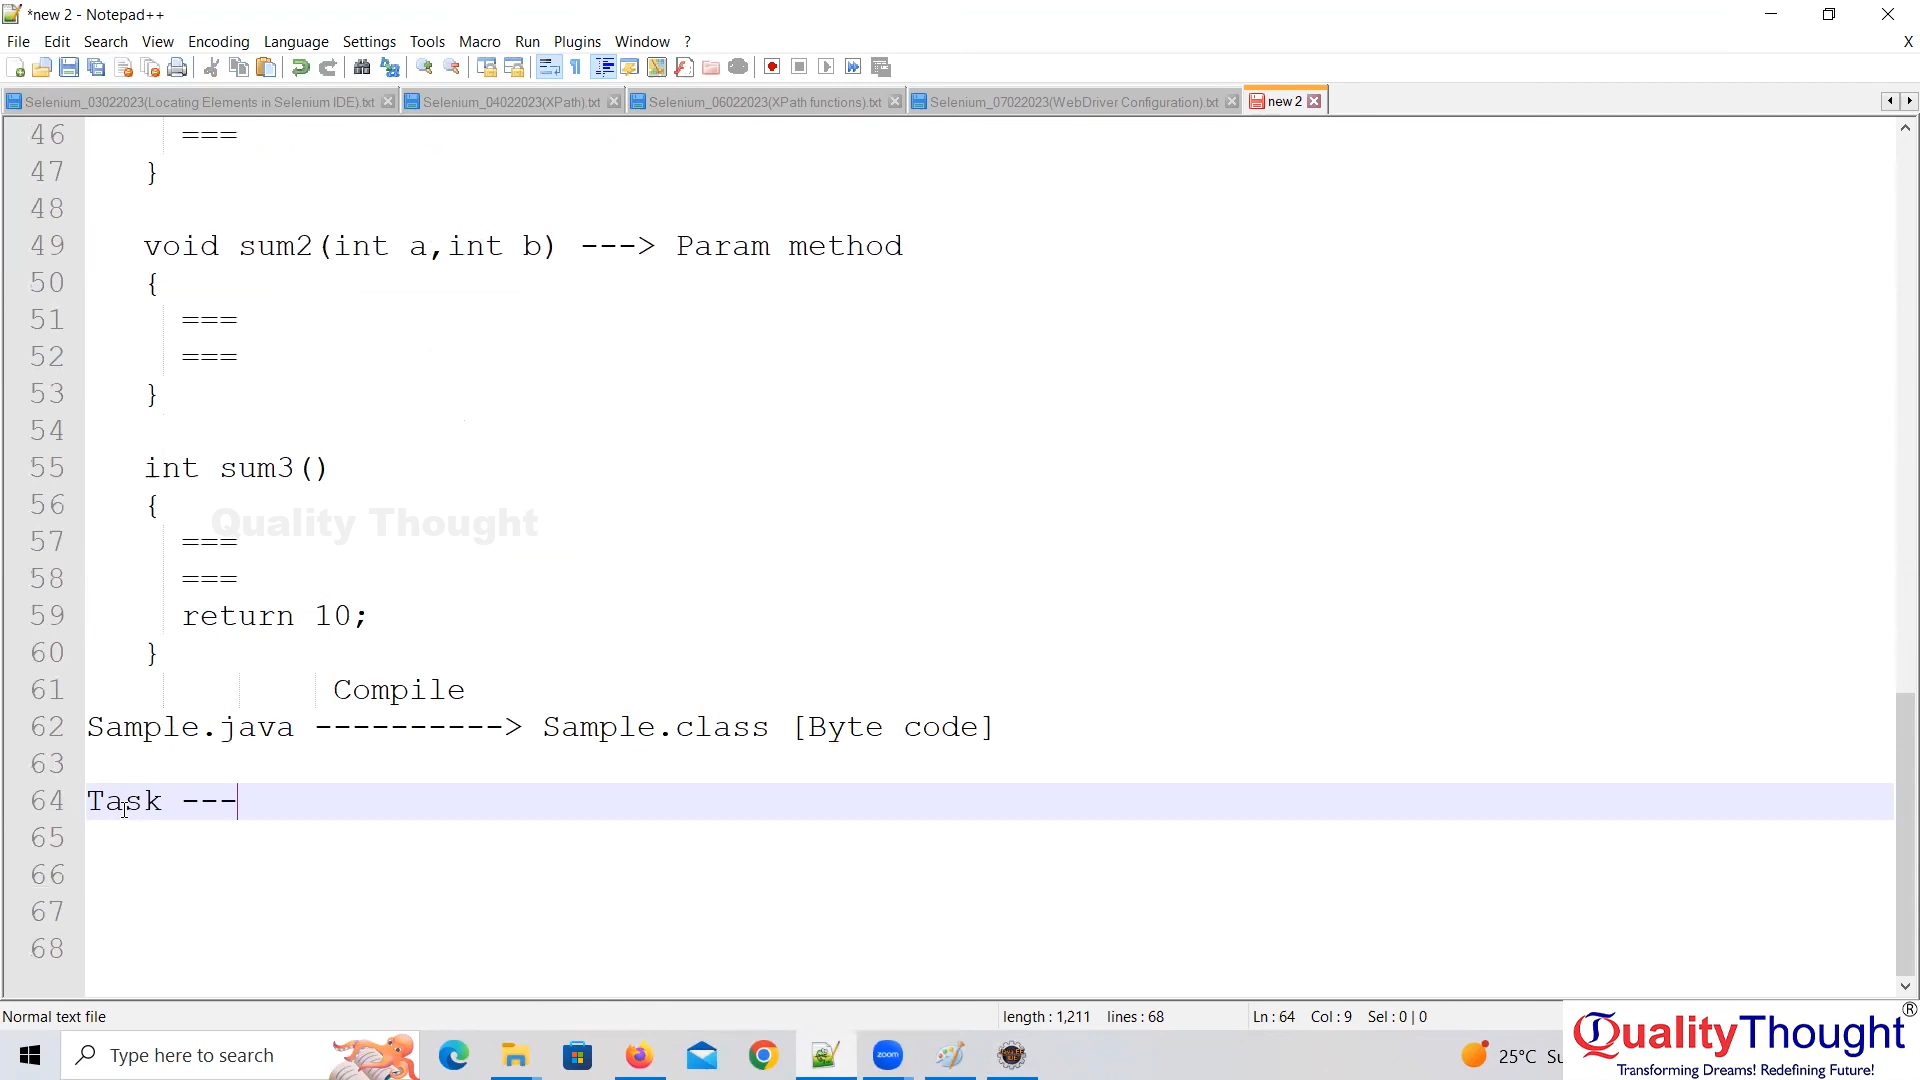 *new 2 - Notepad++
File Edit Search View Encoding Language Settings Tools Macro Run Plugins Window ? X
Selenium_03022023(Locating Elements in Selenium IDE).txt Selenium_04022023(XPath).txt Selenium_06022023(XPath functions).txt Selenium_07022023(WebDriver Configuration).txt new 2
46 ===
47 }
48
49 void sum2(int a,int b) ---> Param method
50 {
51 ===
52 ===
53 }
54
55 int sum3()
56 {
Quality Thought
57 ===
58 ===
59 return 10;
60 }
61 Compile
62 Sample.java ----------> Sample.class [Byte code]
63
64 Task ---
65
66
67
68
Normal text file length : 1,211 lines : 68 Ln : 64 Col : 9 Sel : 0 | 0
Type here to search zoom 25°C Su
QualityThought ®
Transforming Dreams! Redefining Future!